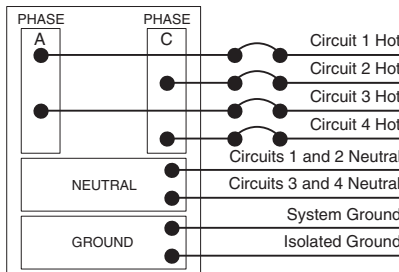 PHASE PHASE
A C
Circuit 1 Hot
Circuit 2 Hot
Circuit 3 Hot
Circuit 4 Hot
Circuits 1 and 2 Neutral
NEUTRAL
Circuits 3 and 4 Neutral
System Ground
GROUND
Isolated Ground